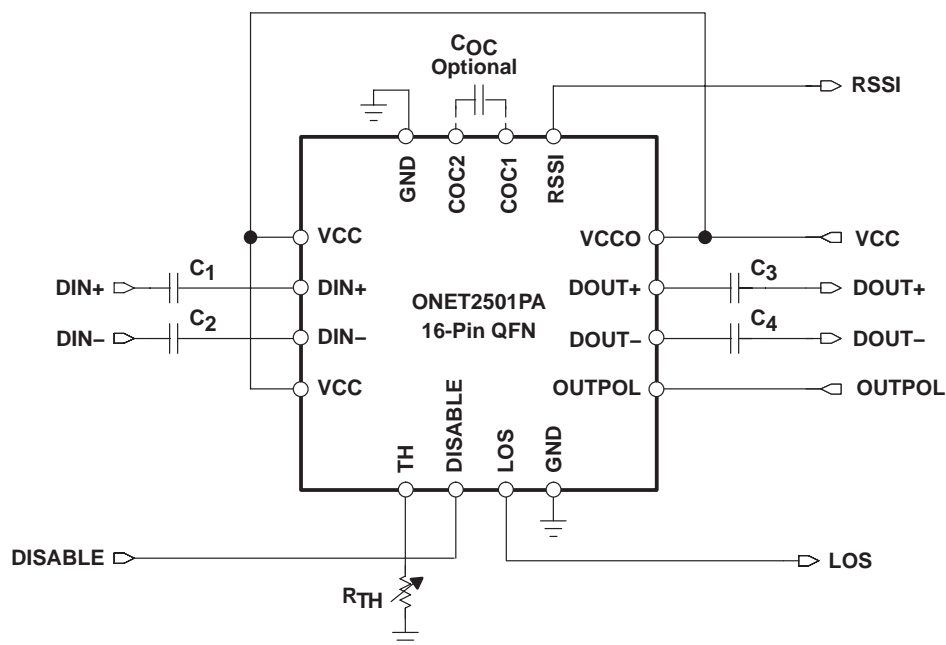 COC
Optional
RSSI
GND
COC2
COC1
RSSI
VCC
VCCO
VCC
DIN+
C1
DIN+
ONET2501PA
16-Pin QFN
DOUT+
C3
DOUT+
DIN–
C2
DIN–
DOUT–
C4
DOUT–
VCC
OUTPOL
OUTPOL
TH
DISABLE
LOS
GND
DISABLE
LOS
RTH